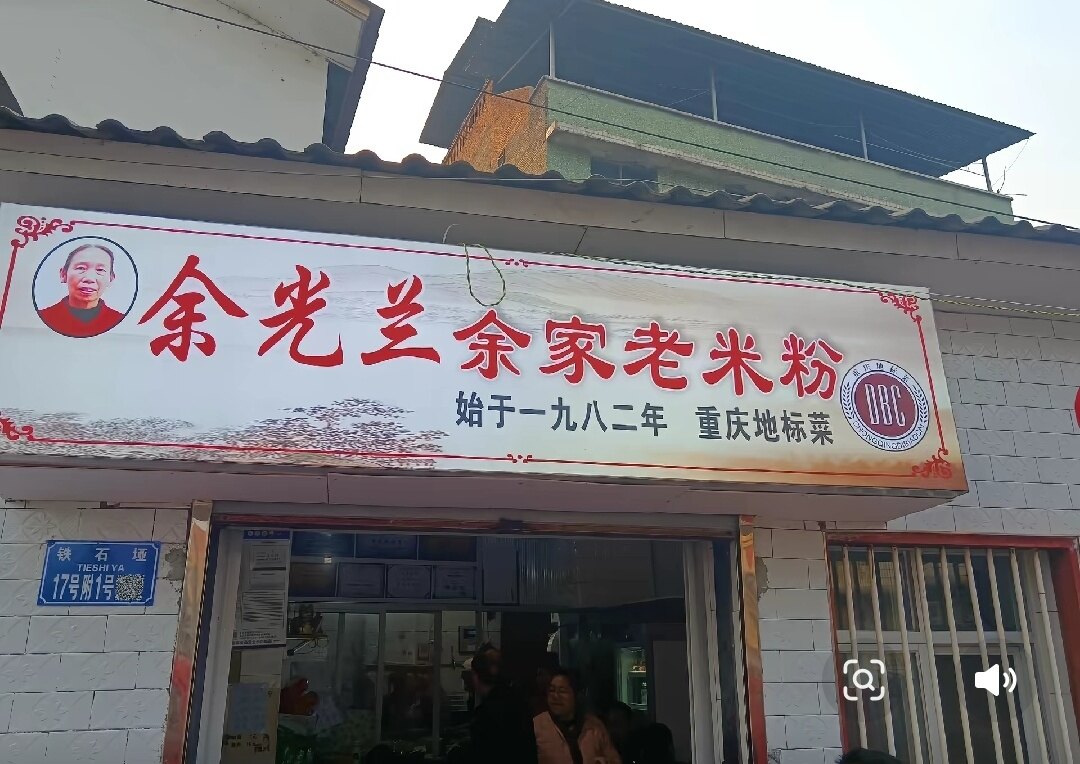 余光兰余家老米粉
始于一九八二年 重庆地标菜
DBC
铁石垭
TIESHI YA
17号附1号